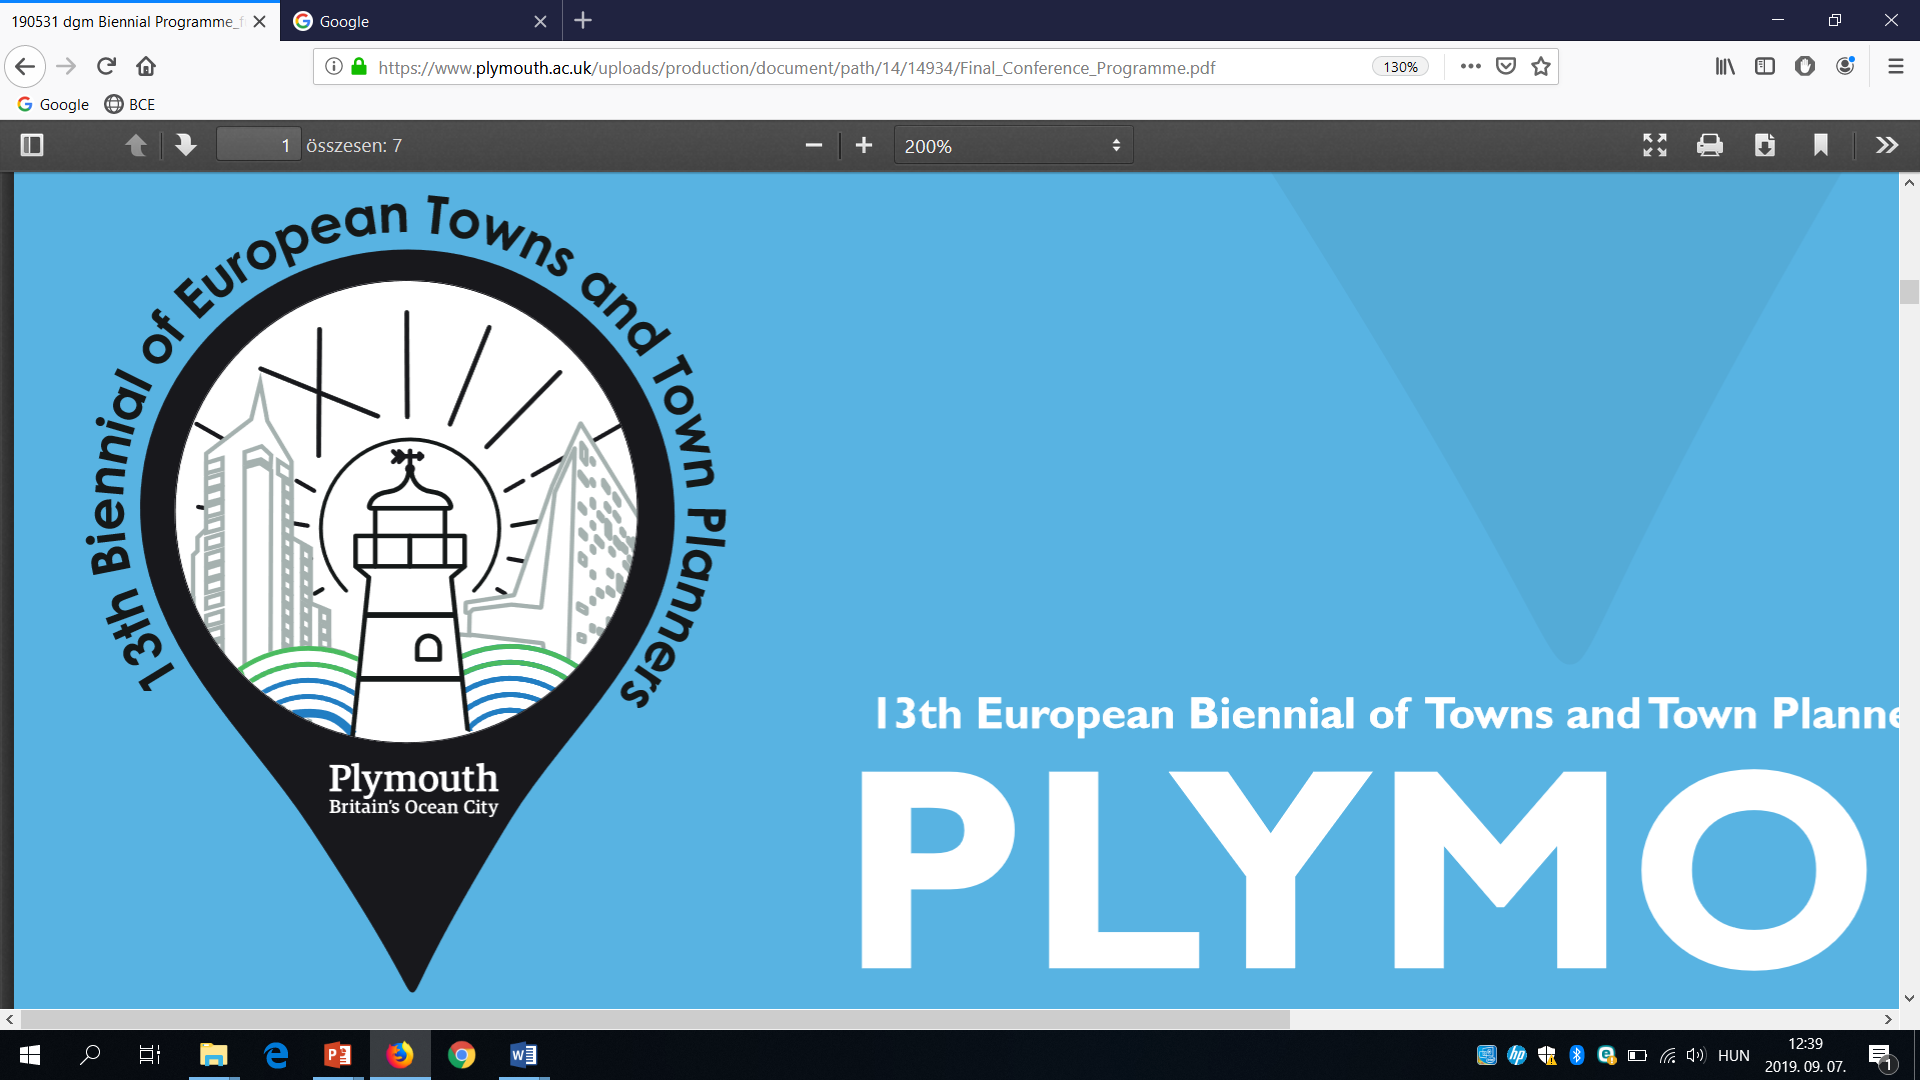 190531 dgm Biennial Programme_f
Google
https://www.plymouth.ac.uk/uploads/production/document/path/14/14934/Final_Conference_Programme.pdf
130%
Google
BCE
1 összesen: 7
200%
13th Biennial of European Towns and Town Planners
Plymouth
Britain's Ocean City
13th European Biennial of Towns and Town Planne
PLYMO
HUN
12:39
2019. 09. 07.
1